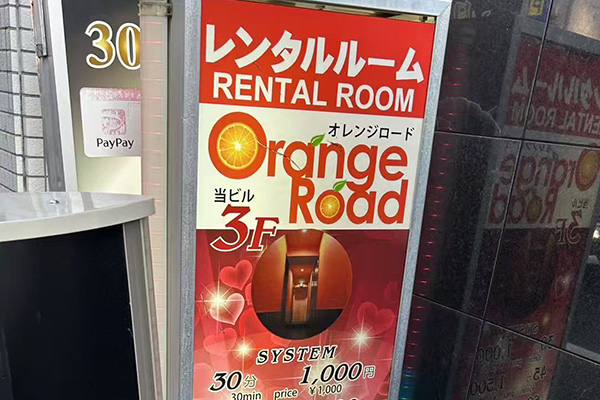 30
PayPay
レンタルルーム
RENTAL ROOM
オレンジロード
Orange
Road
当ビル
3F
SYSTEM
30分 1,000円
30min price ¥1,000